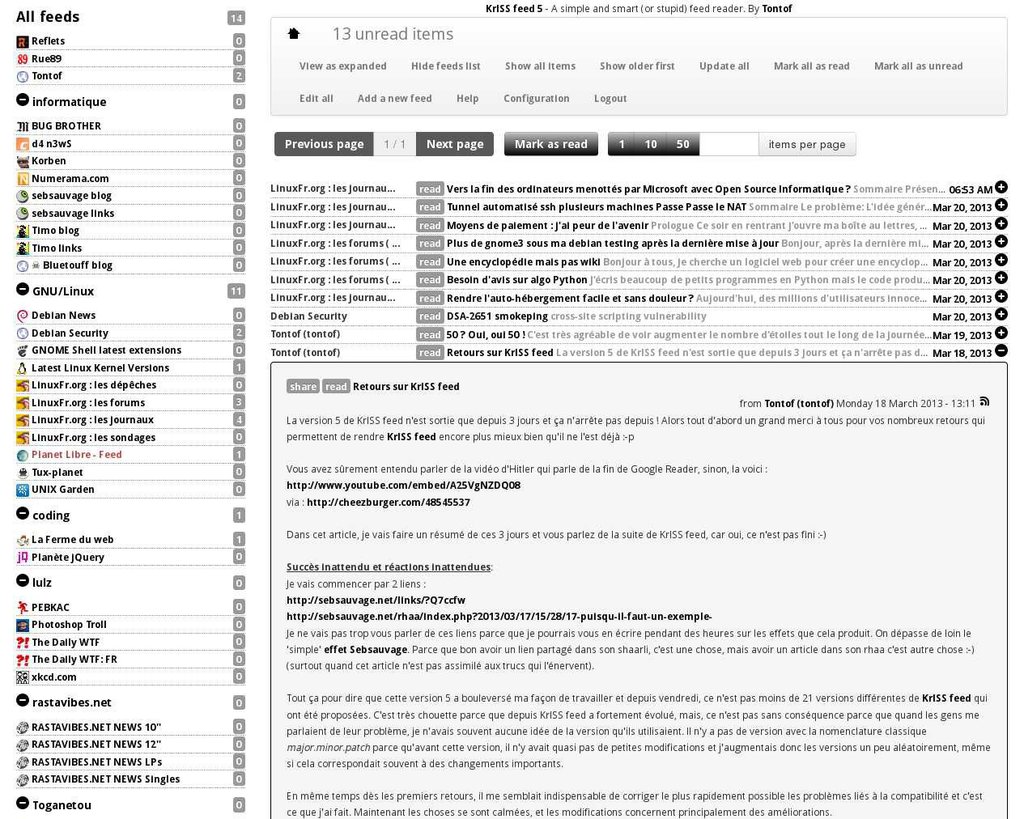 All feeds 14
Reflets 0
Rue89 0
Tontof 2
informatique 0
BUG BROTHER 0
d4 n3wS 0
Korben 0
Numerama.com 0
sebsauvage blog 0
sebsauvage links 0
Timo blog 0
Timo links 0
☠ Bluetouff blog 0
GNU/Linux 11
Debian News 0
Debian Security 2
GNOME Shell latest extensions 0
Latest Linux Kernel Versions 1
LinuxFr.org : les dépêches 0
LinuxFr.org : les forums 3
LinuxFr.org : les journaux 4
LinuxFr.org : les sondages 0
Planet Libre - Feed 1
Tux-planet 0
UNIX Garden 0
coding 1
La Ferme du web 1
Planète jQuery 0
lulz 0
PEBKAC 0
Photoshop Troll 0
The Daily WTF 0
The Daily WTF: FR 0
xkcd.com 0
rastavibes.net 0
RASTAVIBES.NET NEWS 10" 0
RASTAVIBES.NET NEWS 12" 0
RASTAVIBES.NET NEWS LPs 0
RASTAVIBES.NET NEWS Singles 0
Toganetou 0
KrISS feed 5 - A simple and smart (or stupid) feed reader. By Tontof
13 unread items
View as expanded Hide feeds list Show all items Show older first Update all Mark all as read Mark all as unread
Edit all Add a new feed Help Configuration Logout
Previous page 1 / 1 Next page Mark as read 1 10 50 items per page
LinuxFr.org : les journau... read Vers la fin des ordinateurs menottés par Microsoft avec Open Source Informatique ? Sommaire Présen... 06:53 AM
LinuxFr.org : les journau... read Tunnel automatisé ssh plusieurs machines Passe Passe le NAT Sommaire Le problème: L'idée génér... Mar 20, 2013
LinuxFr.org : les journau... read Moyens de paiement : j'ai peur de l'avenir Prologue Ce soir en rentrant j'ouvre ma boîte au lettres, ... Mar 20, 2013
LinuxFr.org : les forums ( ... read Plus de gnome3 sous ma debian testing après la dernière mise à jour Bonjour, après la dernière mi... Mar 20, 2013
LinuxFr.org : les forums ( ... read Une encyclopédie mais pas wiki Bonjour à tous, je cherche un logiciel web pour créer une encyclop... Mar 20, 2013
LinuxFr.org : les forums ( ... read Besoin d'avis sur algo Python J'écris beaucoup de petits programmes en Python mais le code produ... Mar 20, 2013
LinuxFr.org : les journau... read Rendre l'auto-hébergement facile et sans douleur ? Aujourd'hui, des millions d'utilisateurs innoce... Mar 20, 2013
Debian Security read DSA-2651 smokeping cross-site scripting vulnerability Mar 20, 2013
Tontof (tontof) read 50 ? Oui, oui 50 ! C'est très agréable de voir augmenter le nombre d'étoiles tout le long de la journée... Mar 19, 2013
Tontof (tontof) read Retours sur KrISS feed La version 5 de KrISS feed n'est sortie que depuis 3 jours et ça n'arrête pas d... Mar 18, 2013
share read Retours sur KrISS feed
from Tontof (tontof) Monday 18 March 2013 - 13:11
La version 5 de KrISS feed n'est sortie que depuis 3 jours et ça n'arrête pas depuis ! Alors tout d'abord un grand merci à tous pour vos nombreux retours qui
permettent de rendre KrISS feed encore plus mieux bien qu'il ne l'est déjà :-p
Vous avez sûrement entendu parler de la vidéo d'Hitler qui parle de la fin de Google Reader, sinon, la voici :
http://www.youtube.com/embed/A25VgNZDQ08
via : http://cheezburger.com/48545537
Dans cet article, je vais faire un résumé de ces 3 jours et vous parlez de la suite de KrISS feed, car oui, ce n'est pas fini :-)
Succès inattendu et réactions inattendues:
Je vais commencer par 2 liens :
http://sebsauvage.net/links/?Q7ccfw
http://sebsauvage.net/rhaa/index.php?2013/03/17/15/28/17-puisqu-il-faut-un-exemple-
Je ne vais pas trop vous parler de ces liens parce que je pourrais vous en écrire pendant des heures sur les effets que cela produit. On dépasse de loin le
'simple' effet Sebsauvage. Parce que bon avoir un lien partagé dans son shaarli, c'est une chose, mais avoir un article dans son rhaa c'est autre chose :-)
(surtout quand cet article n'est pas assimilé aux trucs qui l'énervent).
Tout ça pour dire que cette version 5 a bouleversé ma façon de travailler et depuis vendredi, ce n'est pas moins de 21 versions différentes de KrISS feed qui
ont été proposées. C'est très chouette parce que depuis KrISS feed a fortement évolué, mais, ce n'est pas sans conséquence parce que quand les gens me
parlaient de leur problème, je n'avais souvent aucune idée de la version qu'ils utilisaient. Il n'y a pas de version avec la nomenclature classique
major.minor.patch parce qu'avant cette version, il n'y avait quasi pas de petites modifications et j'augmentais donc les versions un peu aléatoirement, même
si cela correspondait souvent à des changements importants.
En même temps dès les premiers retours, il me semblait indispensable de corriger le plus rapidement possible les problèmes liés à la compatibilité et c'est
ce que j'ai fait. Maintenant les choses se sont calmées, et les modifications concernent principalement des améliorations.